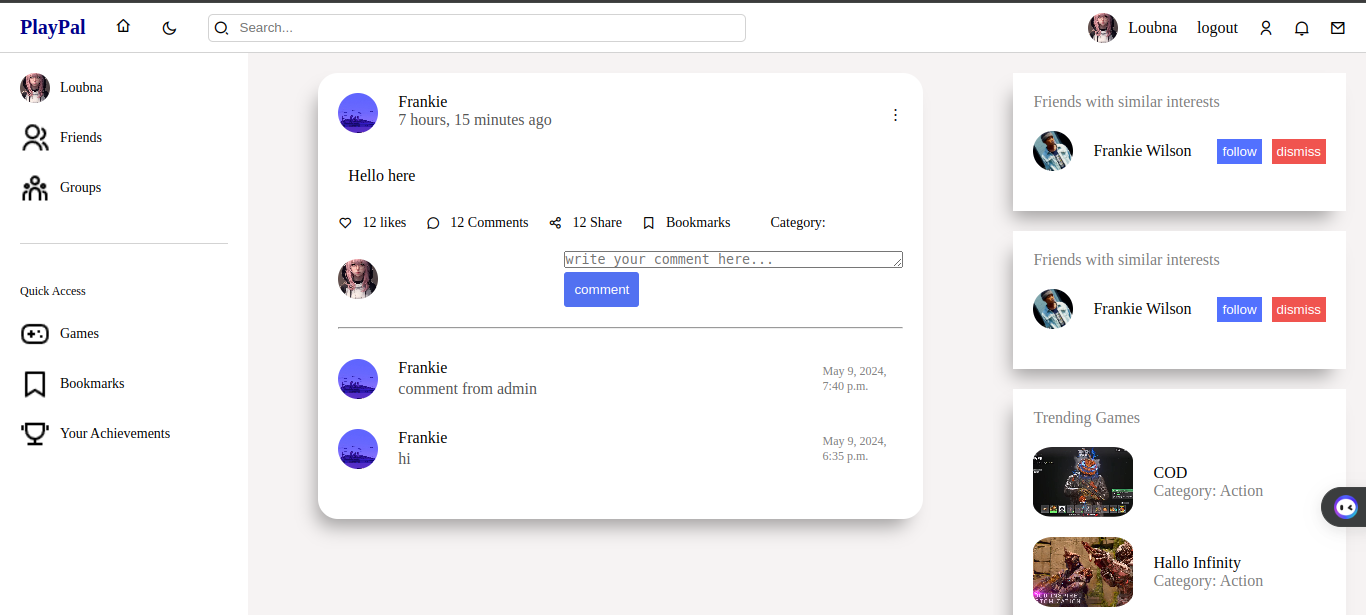 PlayPal
Search...
Loubna
logout
Loubna
Friends
Groups
Quick Access
Games
Bookmarks
Your Achievements
Frankie
7 hours, 15 minutes ago
Hello here
12 likes
12 Comments
12 Share
Bookmarks
Category:
write your comment here...
comment
Frankie
comment from admin
May 9, 2024,
7:40 p.m.
Frankie
hi
May 9, 2024,
6:35 p.m.
Friends with similar interests
Frankie Wilson
follow
dismiss
Friends with similar interests
Frankie Wilson
follow
dismiss
Trending Games
COD
Category: Action
Hallo Infinity
Category: Action